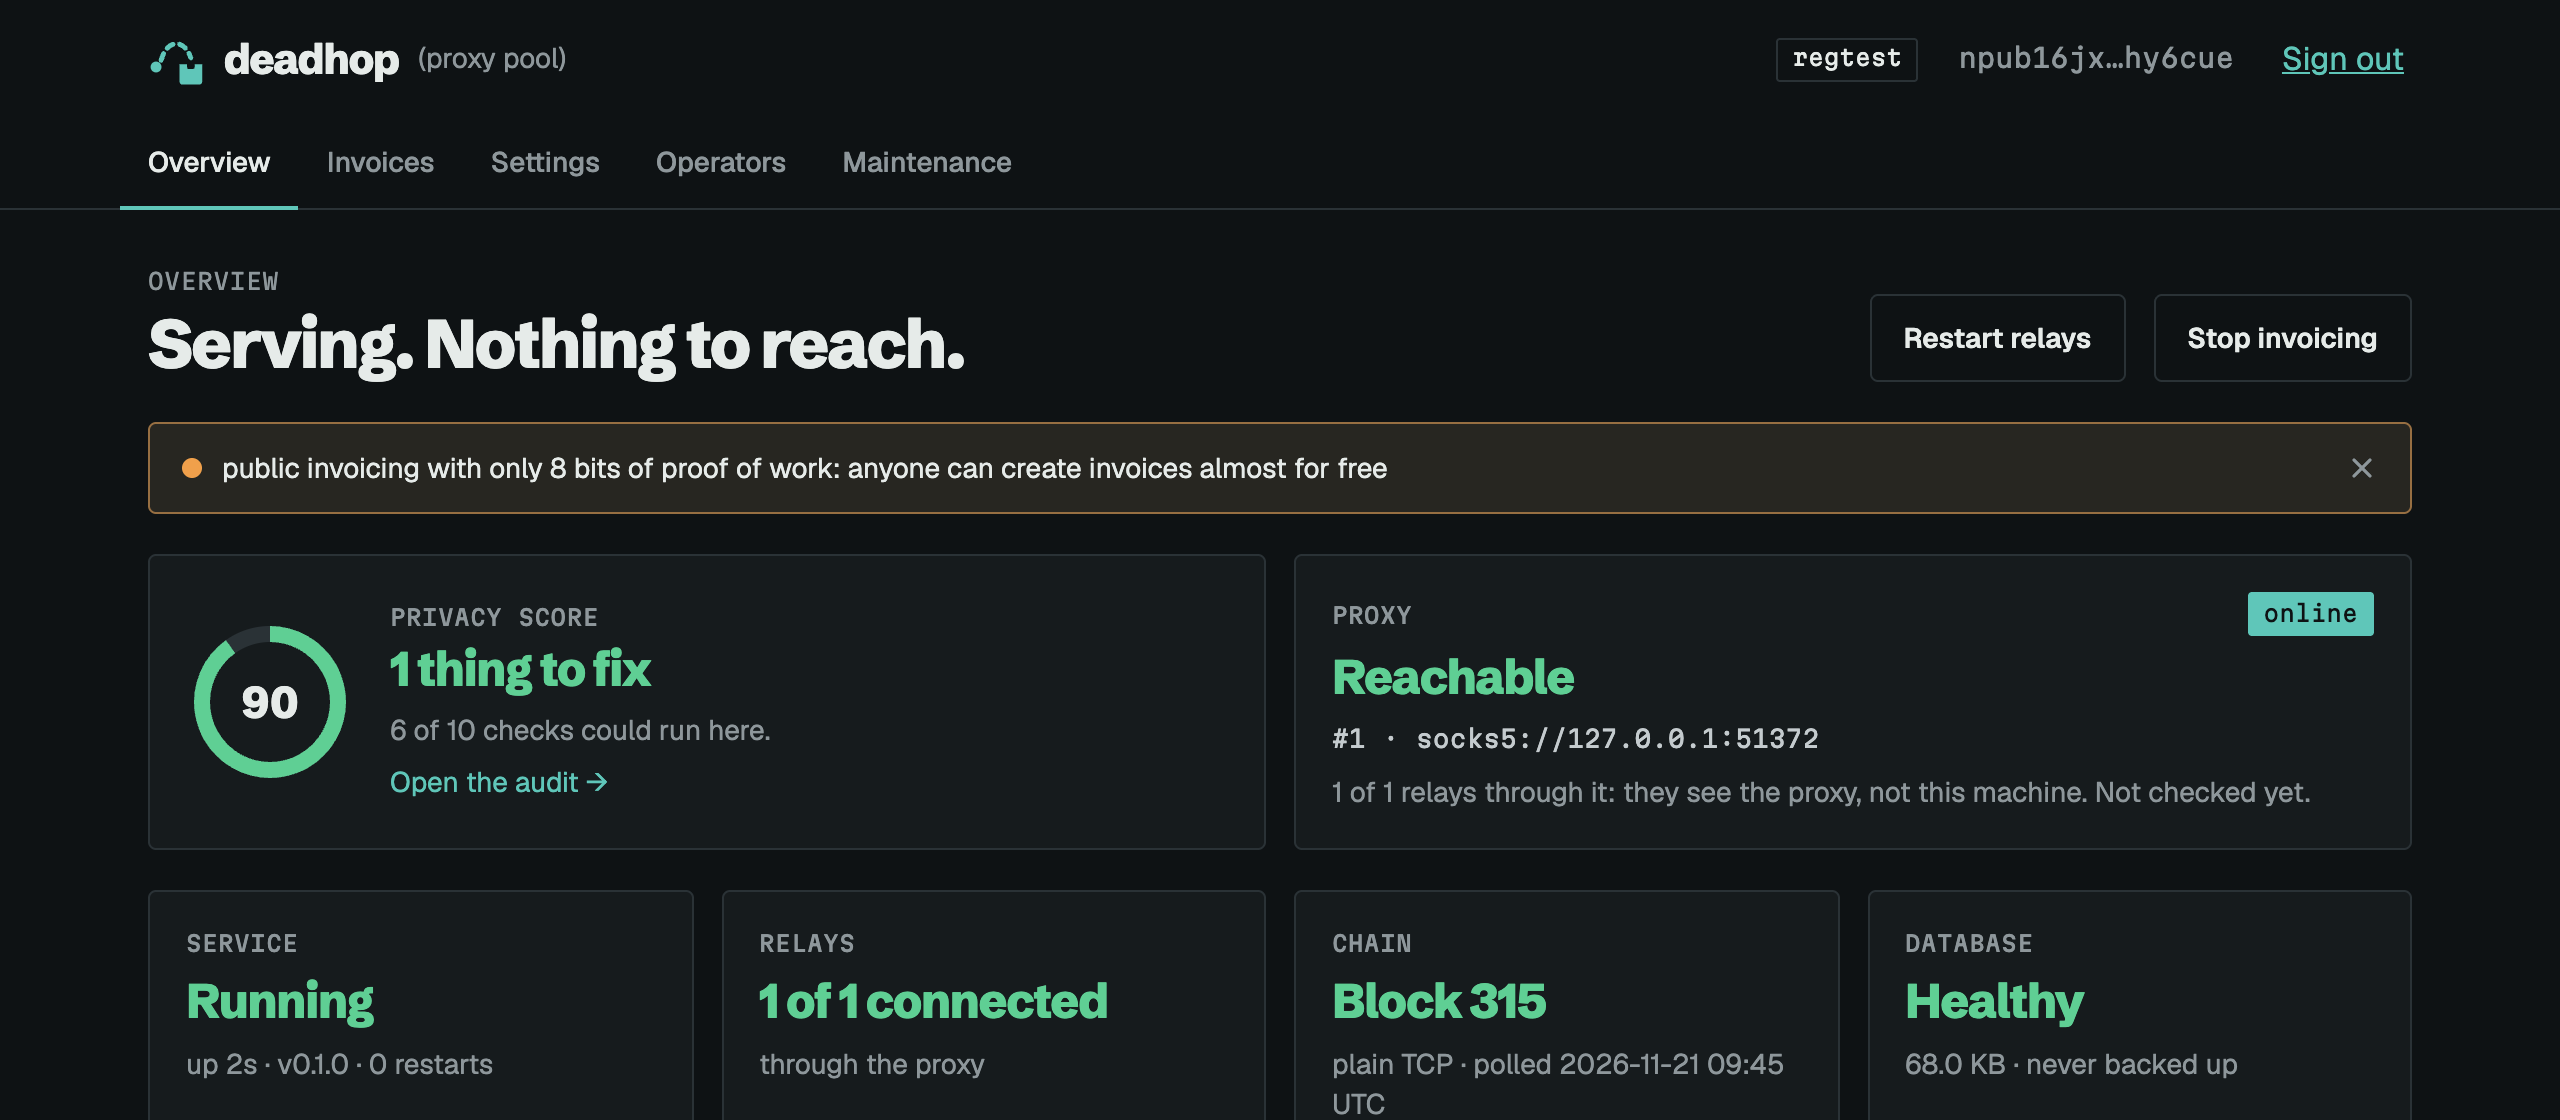 deadhop (proxy pool)
regtest npub16jx…hy6cue Sign out
Overview Invoices Settings Operators Maintenance
OVERVIEW
Serving. Nothing to reach.
Restart relays Stop invoicing
public invoicing with only 8 bits of proof of work: anyone can create invoices almost for free
90
PRIVACY SCORE
1 thing to fix
6 of 10 checks could run here.
Open the audit →
PROXY
online
Reachable
#1 · socks5://127.0.0.1:51372
1 of 1 relays through it: they see the proxy, not this machine. Not checked yet.
SERVICE
Running
up 2s · v0.1.0 · 0 restarts
RELAYS
1 of 1 connected
through the proxy
CHAIN
Block 315
plain TCP · polled 2026-11-21 09:45
UTC
DATABASE
Healthy
68.0 KB · never backed up